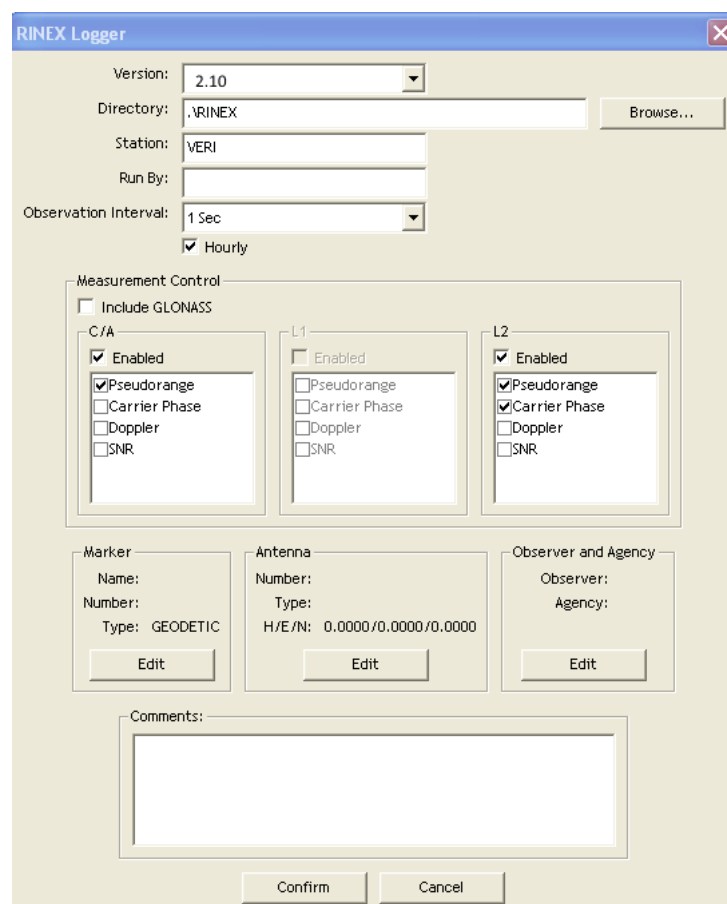 RINEX Logger
Version: 2.10
Directory: .\RINEX Browse...
Station: VERI
Run By:
Observation Interval: 1 Sec
Hourly
Measurement Control
Include GLONASS
C/A L1 L2
Enabled Enabled Enabled
Pseudorange Pseudorange Pseudorange
Carrier Phase Carrier Phase Carrier Phase
Doppler Doppler Doppler
SNR SNR SNR
Marker Antenna Observer and Agency
Name: Number: Observer:
Number: Type: Agency:
Type: GEODETIC H/E/N: 0.0000/0.0000/0.0000
Edit Edit Edit
Comments:
Confirm Cancel